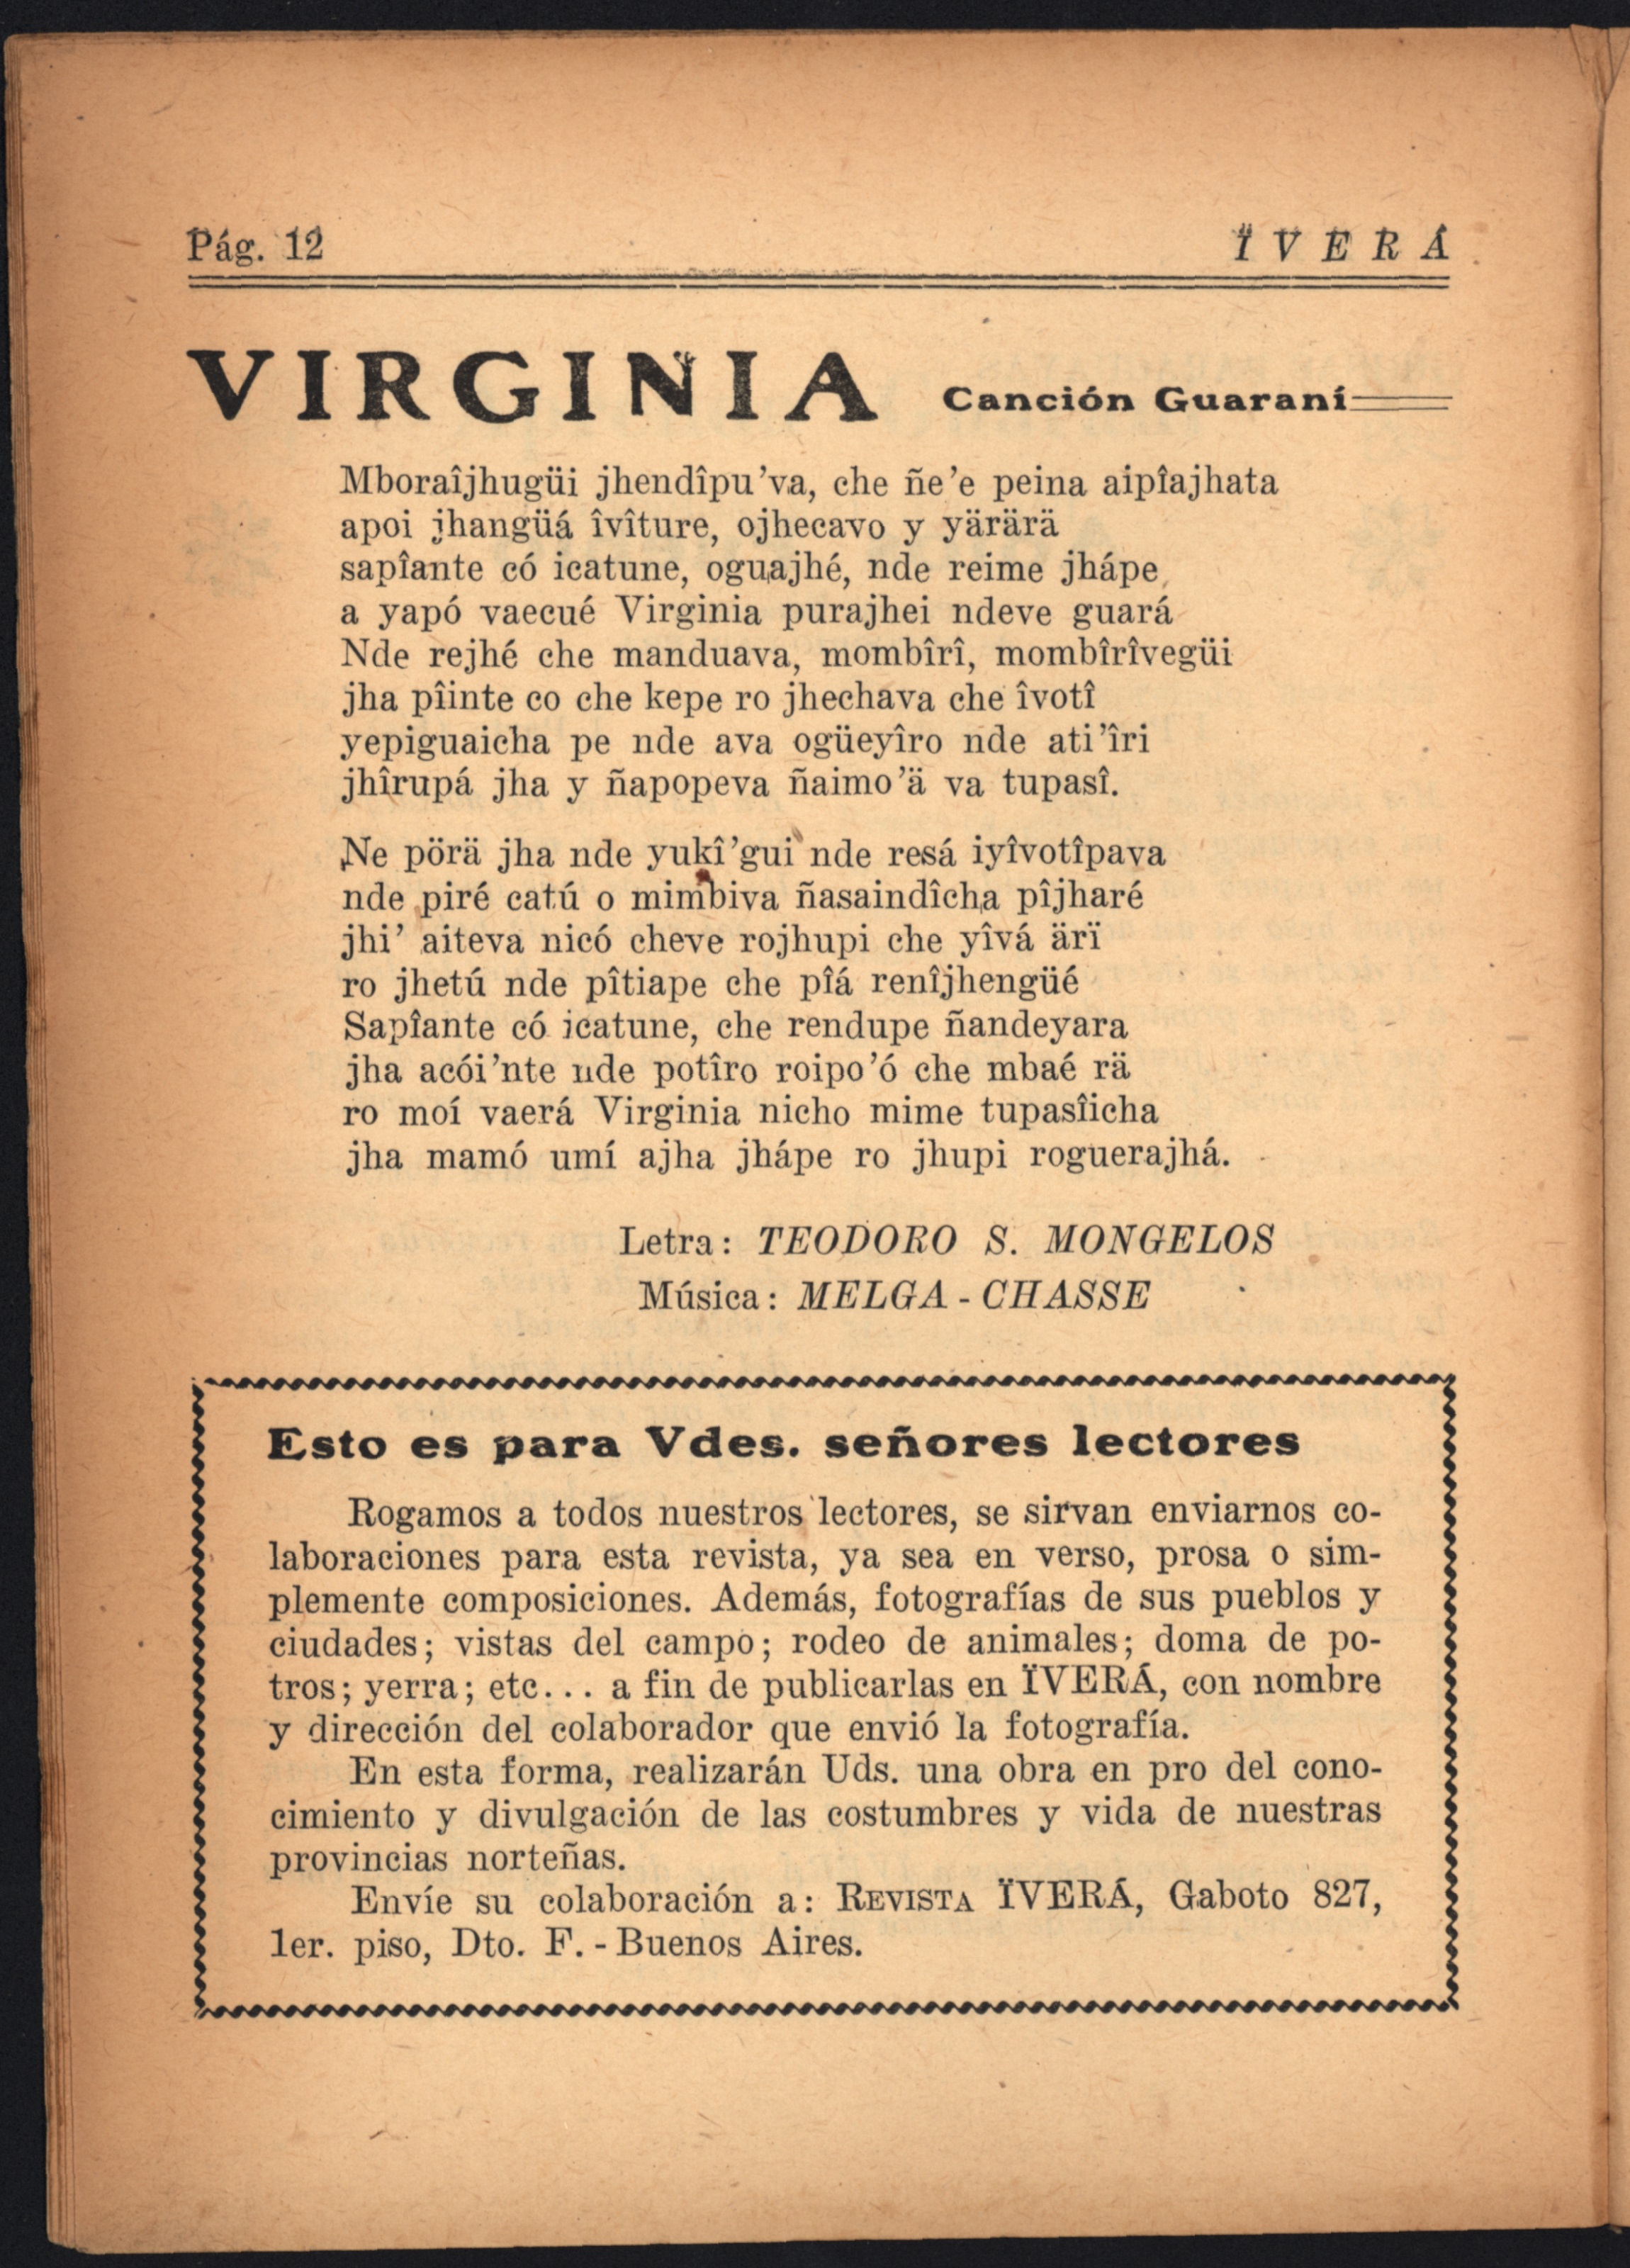 Pág. 12
ÏVERÁ
VIRGINIA Canción Guaraní
Mboraîjhugüi jhendîpu'va, che ñe'e peina aipîajhata
apoi jhangüá îvîture, ojhecavo y yärärä
sapîante có icatune, oguajhé, nde reime jhápe
a yapó vaecué Virginia purajhei ndeve guará
Nde rejhé che manduava, mombîrî, mombîrîvegüi
jha pîinte co che kepe ro jhechava che îvotî
yepiguaicha pe nde ava ogüeyîro nde ati'îri
jhîrupá jha y ñapopeva ñaimo'ä va tupasî.
Ne pörä jha nde yukî'gui nde resá iyîvotîpava
nde piré catú o mimbiva ñasaindîcha pîjharé
jhi' aiteva nicó cheve rojhupi che yîvá ärï
ro jhetú nde pîtiape che pîá renîjhengüé
Sapîante có icatune, che rendupe ñandeyara
jha acói'nte nde potîro roipo'ó che mbaé rä
ro moí vaerá Virginia nicho mime tupasîicha
jha mamó umí ajha jhápe ro jhupi roguerajhá.
Letra: TEODORO S. MONGELOS
Música: MELGA - CHASSE
Esto es para Vdes. señores lectores
Rogamos a todos nuestros lectores, se sirvan enviarnos co-
laboraciones para esta revista, ya sea en verso, prosa o sim-
plemente composiciones. Además, fotografías de sus pueblos y
ciudades; vistas del campo; rodeo de animales; doma de po-
tros; yerra; etc... a fin de publicarlas en ÏVERÁ, con nombre
y dirección del colaborador que envió la fotografía.
En esta forma, realizarán Uds. una obra en pro del cono-
cimiento y divulgación de las costumbres y vida de nuestras
provincias norteñas.
Envíe su colaboración a: REVISTA ÏVERÁ, Gaboto 827,
1er. piso, Dto. F. - Buenos Aires.